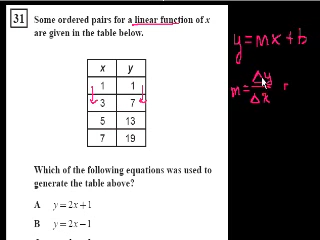 31 Some ordered pairs for a linear function of x
are given in the table below.
x y
1 1
3 7
5 13
7 19
Which of the following equations was used to
generate the table above?
A y = 2x + 1
B y = 2x – 1
y = mx + b
m = Δy
Δx